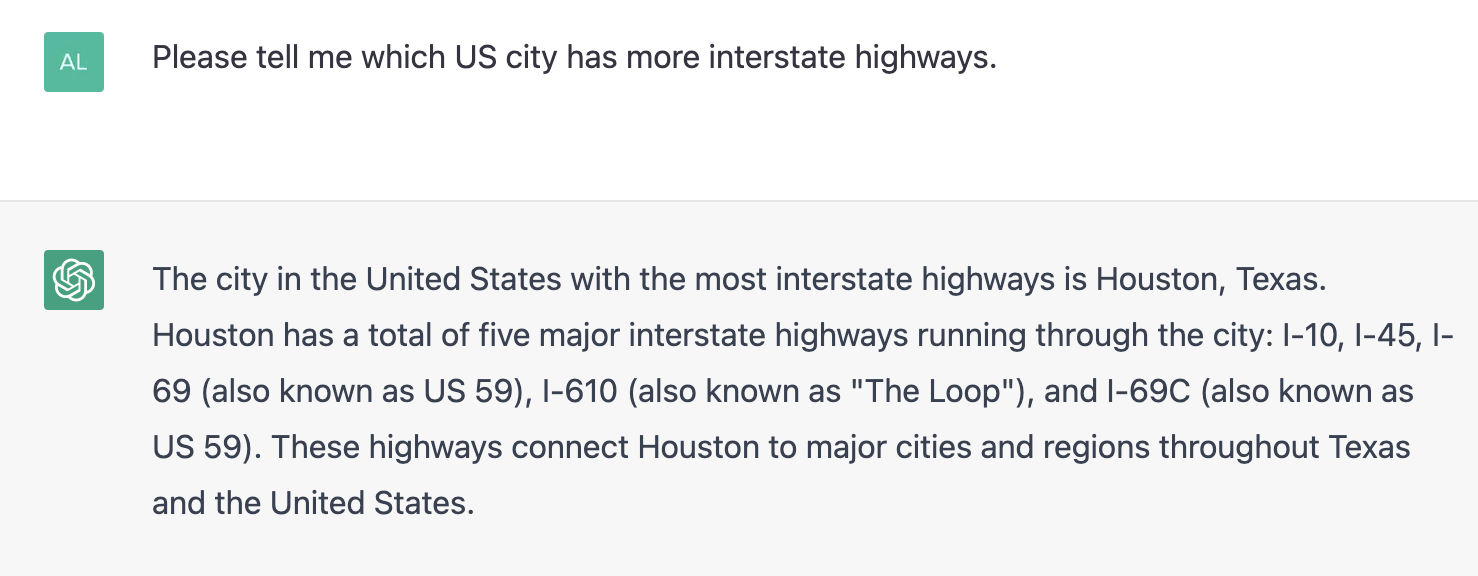 AL
Please tell me which US city has more interstate highways.
The city in the United States with the most interstate highways is Houston, Texas.
Houston has a total of five major interstate highways running through the city: I-10, I-45, I-
69 (also known as US 59), I-610 (also known as "The Loop"), and I-69C (also known as
US 59). These highways connect Houston to major cities and regions throughout Texas
and the United States.